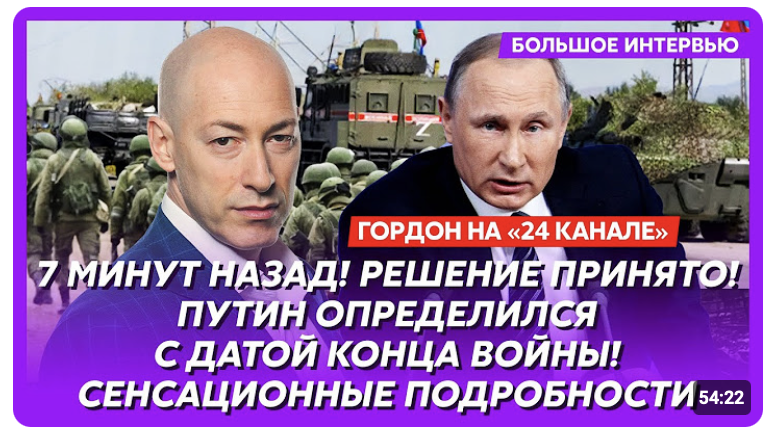 БОЛЬШОЕ ИНТЕРВЬЮ
Z
ГОРДОН НА «24 КАНАЛЕ»
7 МИНУТ НАЗАД! РЕШЕНИЕ ПРИНЯТО!
ПУТИН ОПРЕДЕЛИЛСЯ
С ДАТОЙ КОНЦА ВОЙНЫ!
СЕНСАЦИОННЫЕ ПОДРОБНОСТИ
54:22